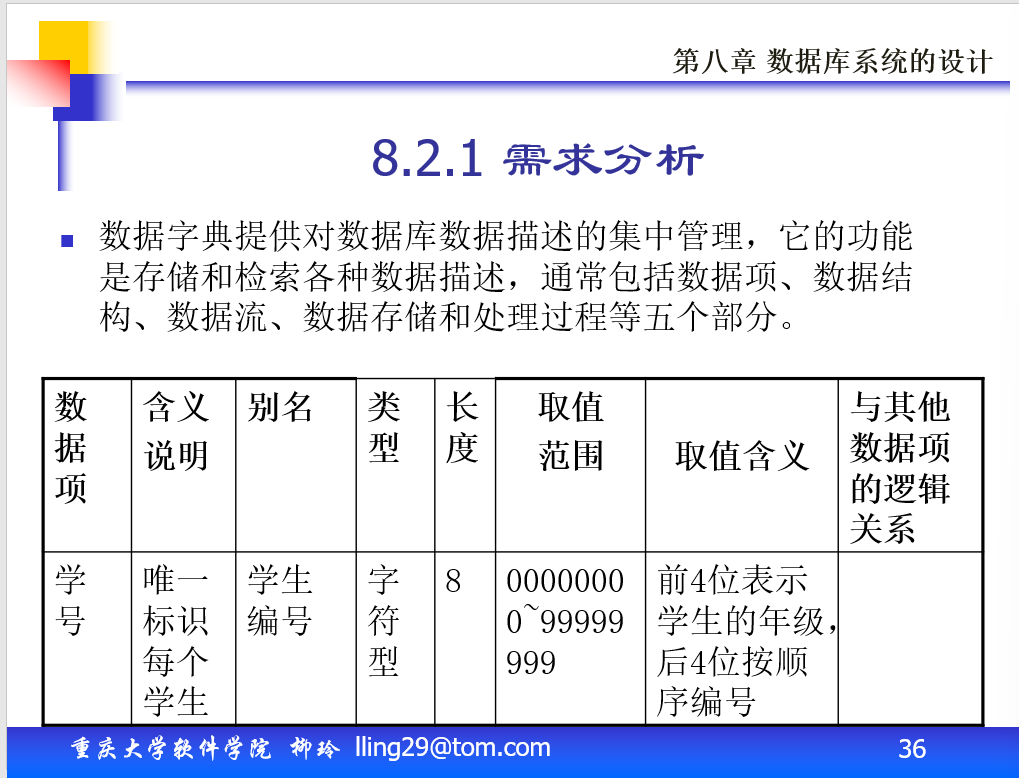 第八章 数据库系统的设计
8.2.1 需求分析
数据字典提供对数据库数据描述的集中管理，它的功能
是存储和检索各种数据描述，通常包括数据项、数据结
构、数据流、数据存储和处理过程等五个部分。
数
据
项
含义
说明
别名
类
型
长
度
取值
范围
取值含义
与其他
数据项
的逻辑
关系
学
号
唯一
标识
每个
学生
学生
编号
字
符
型
8
0000000
0~99999
999
前4位表示
学生的年级，
后4位按顺
序编号
重庆大学软件学院 柳玲 lling29@tom.com
36